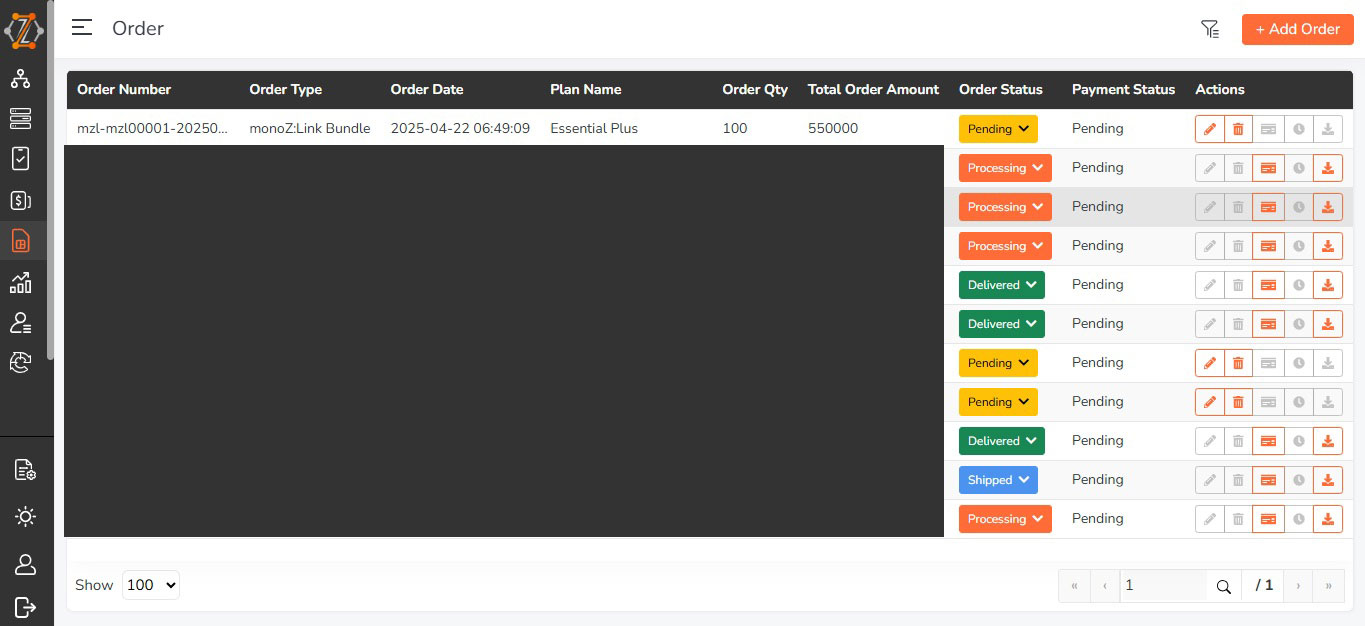 Order
+ Add Order
Order Number Order Type Order Date Plan Name Order Qty Total Order Amount Order Status Payment Status Actions
mzl-mzl00001-20250... monoZ:Link Bundle 2025-04-22 06:49:09 Essential Plus 100 550000 Pending Pending
Processing Pending
Processing Pending
Processing Pending
Delivered Pending
Delivered Pending
Pending Pending
Pending Pending
Delivered Pending
Shipped Pending
Processing Pending
Show 100 « ‹ 1 / 1 › »